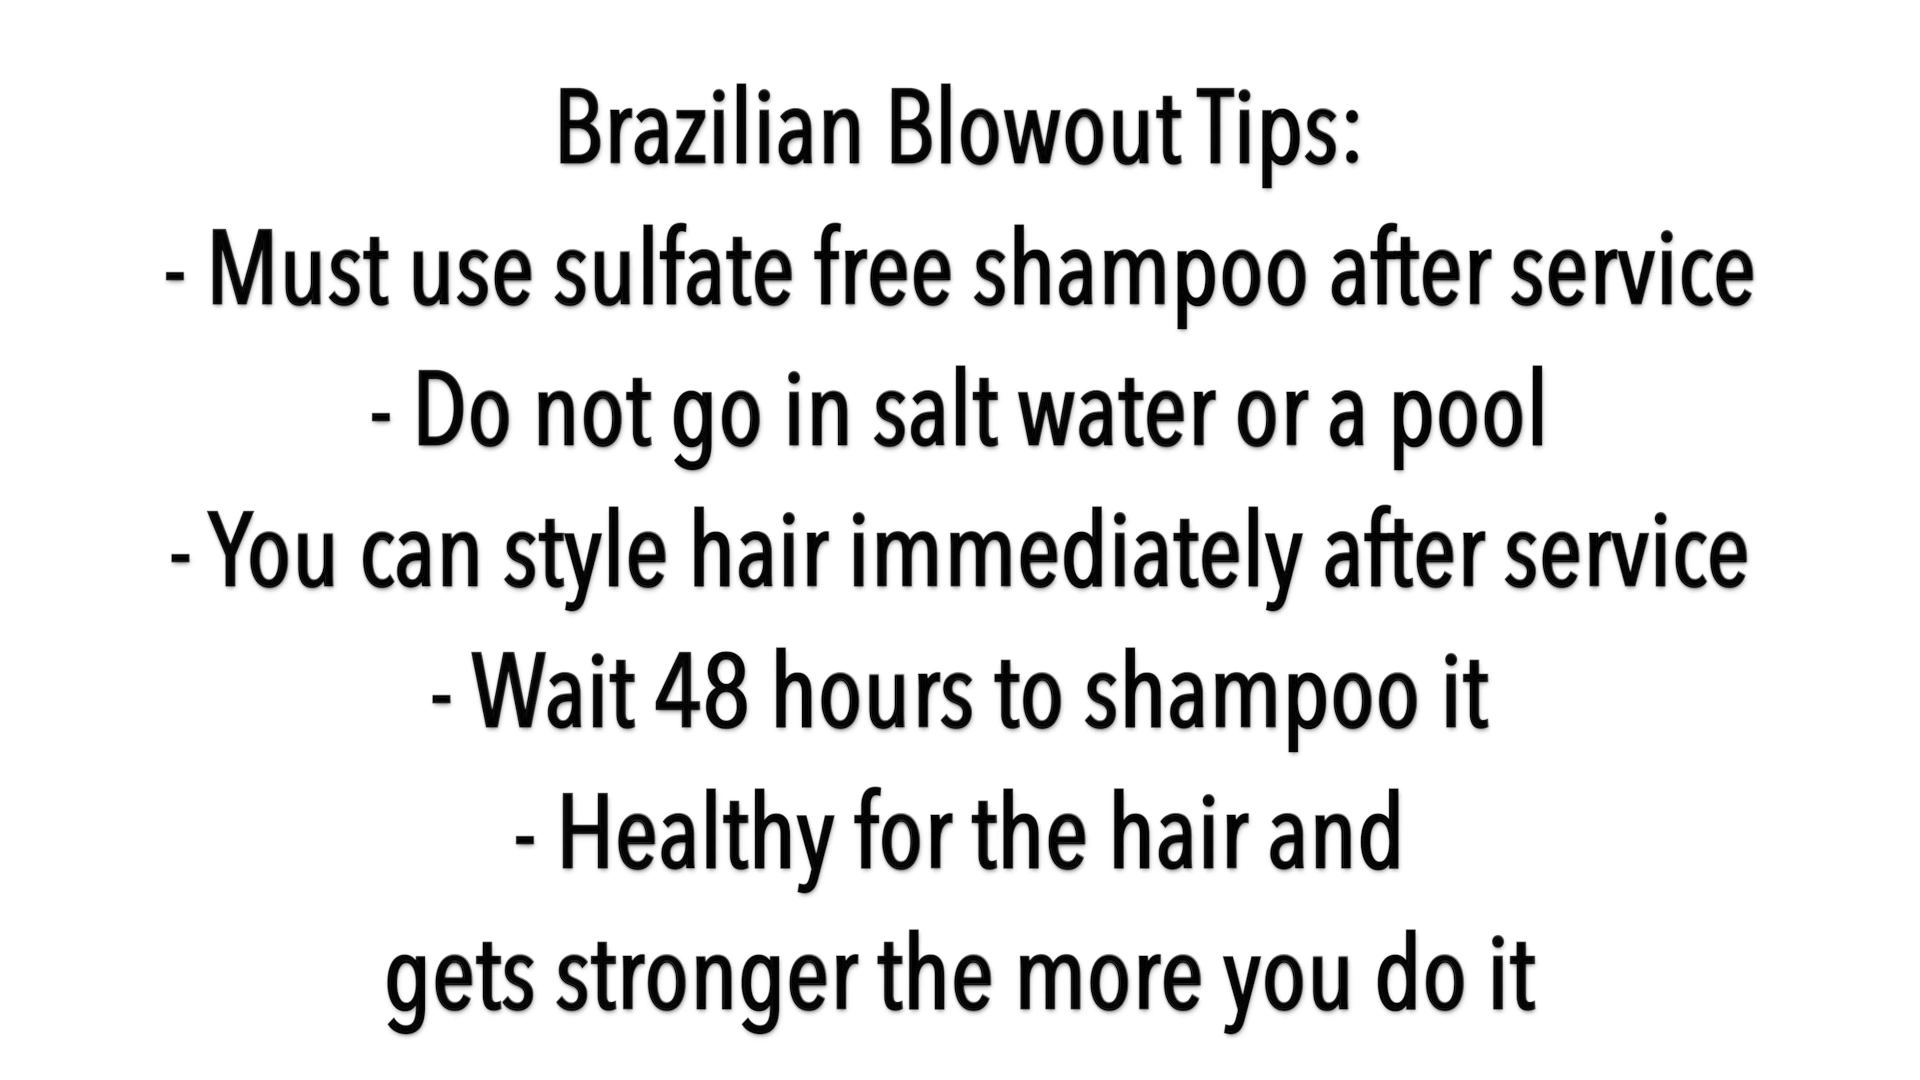 Brazilian Blowout Tips:
- Must use sulfate free shampoo after service
- Do not go in salt water or a pool
- You can style hair immediately after service
- Wait 48 hours to shampoo it
- Healthy for the hair and
gets stronger the more you do it